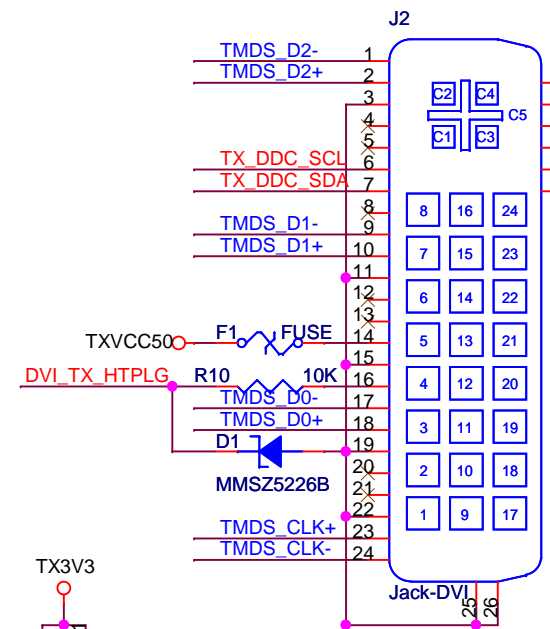 J2
TMDS_D2- 1
TMDS_D2+ 2
3
4
5
TX_DDC_SCL 6
TX_DDC_SDA 7
8
TMDS_D1- 9
TMDS_D1+ 10
11
12
13
TXVCC50 F1 FUSE 14
15
DVI_TX_HTPLG R10 10K 16
TMDS_D0- 17
TMDS_D0+ 18
D1 19
MMSZ5226B
20
21
22
TMDS_CLK+ 23
TMDS_CLK- 24
C2 C4
C5
C1 C3
8 16 24
7 15 23
6 14 22
5 13 21
4 12 20
3 11 19
2 10 18
1 9 17
Jack-DVI
25
26
TX3V3
1